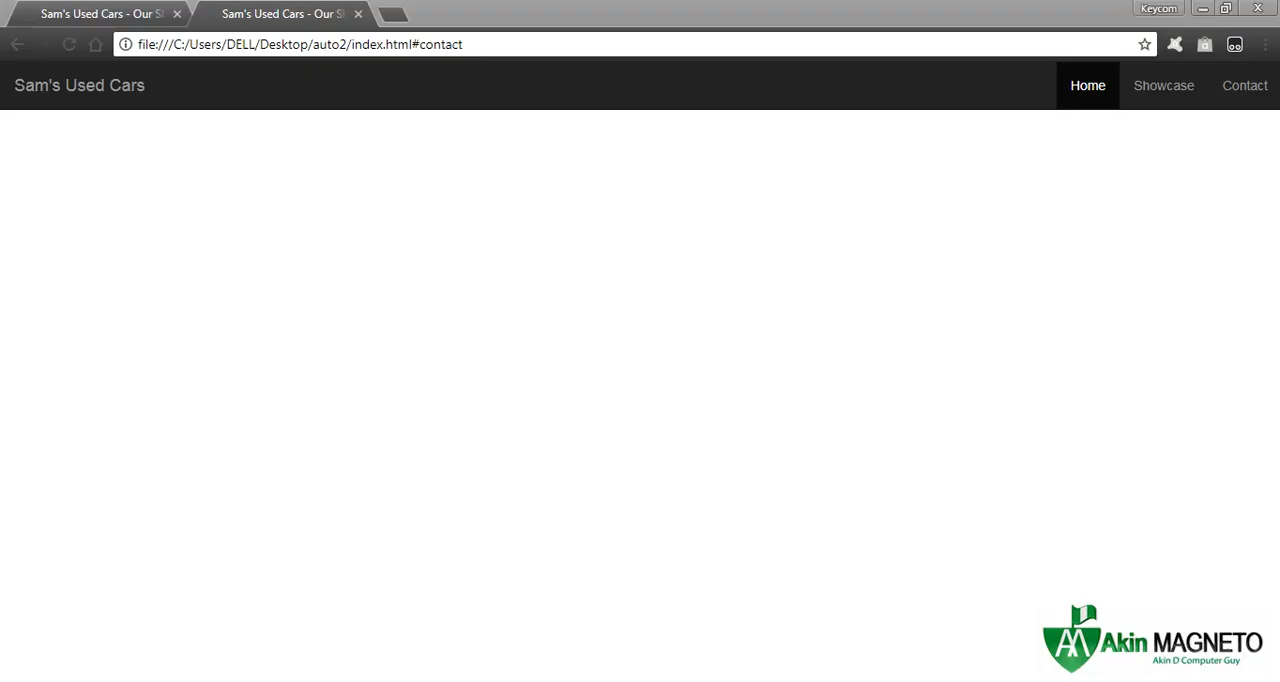 Sam's Used Cars - Our S
Sam's Used Cars - Our S
Keycom
file:///C:/Users/DELL/Desktop/auto2/index.html#contact
Sam's Used Cars
Home
Showcase
Contact
Akin MAGNETO
Akin D Computer Guy